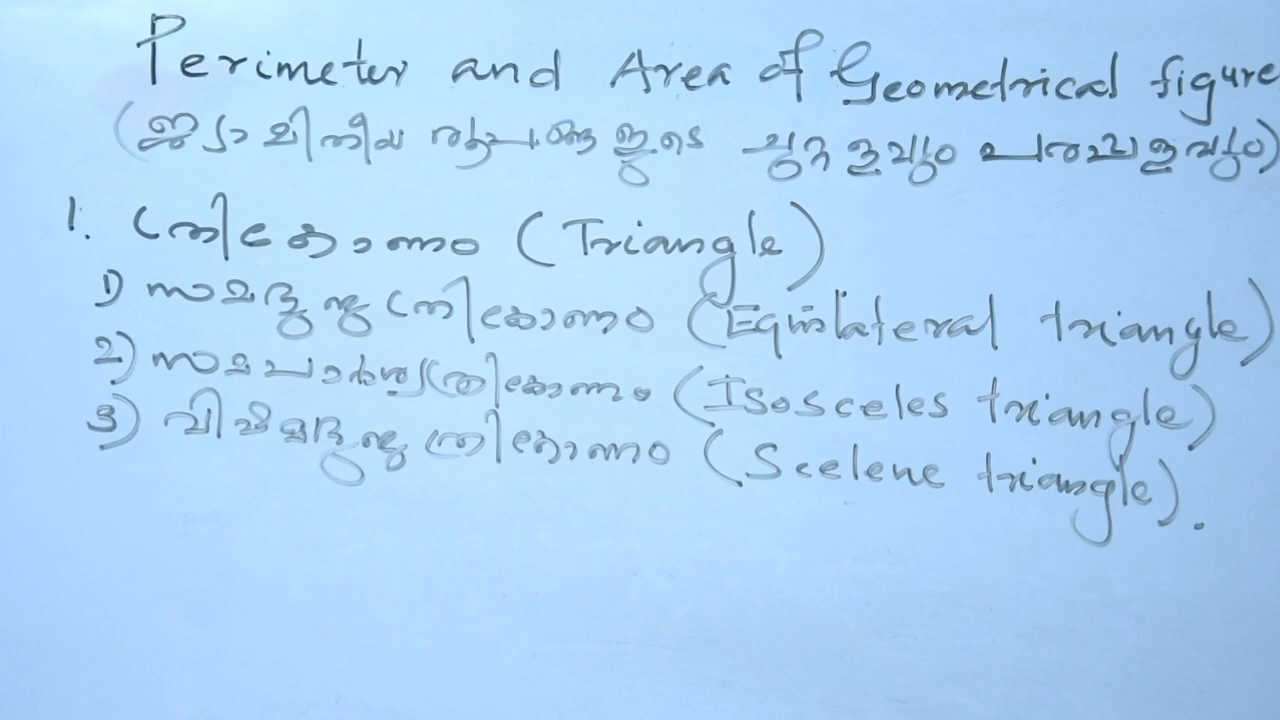 Perimeter and Area of Geometrical figure
(ജ്യാമിതീയ രൂപങ്ങളുടെ ചുറ്റളവും പരപ്പളവും)
1. ത്രികോണം (Triangle)
1) സമഭുജത്രികോണം (Equilateral triangle)
2) സമപാർശ്വത്രികോണം (Isosceles triangle)
3) വിഷമഭുജത്രികോണം (Scelene triangle).